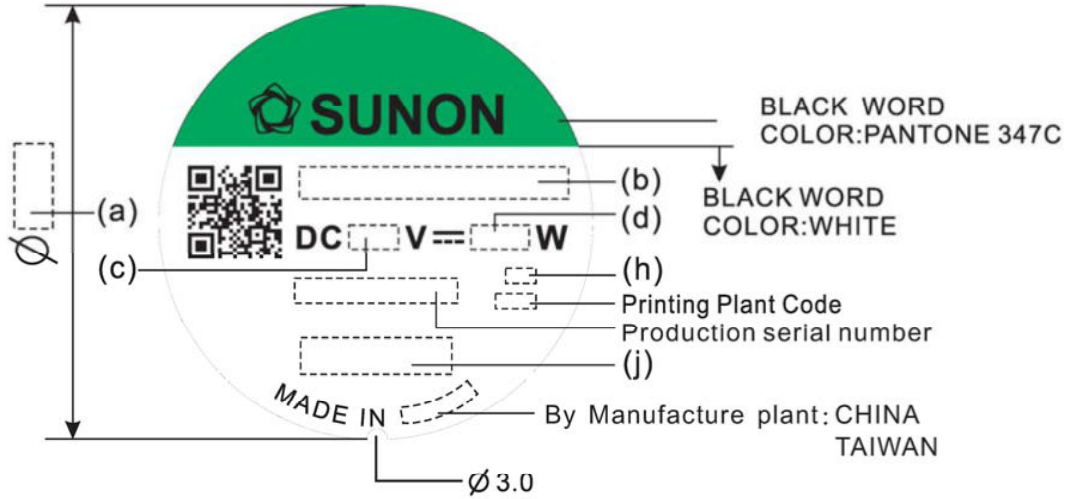 SUNON
BLACK WORD
COLOR:PANTONE 347C
(a)
(b)
BLACK WORD
COLOR:WHITE
(d)
DC V W
(c)
(h)
Printing Plant Code
Production serial number
(j)
MADE IN
By Manufacture plant: CHINA
TAIWAN
Ø
Ø 3.0